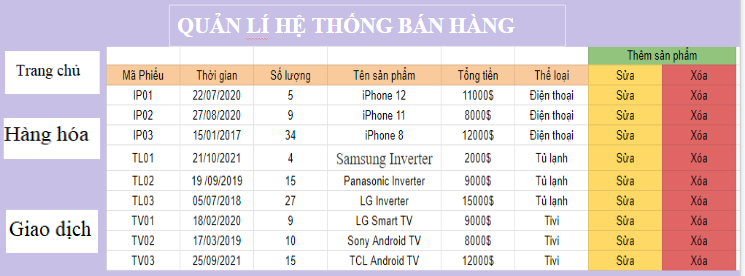 QUẢN LÍ HỆ THỐNG BÁN HÀNG
Trang chủ
Hàng hóa
Giao dịch
Thêm sản phẩm
Mã Phiếu Thời gian Số lượng Tên sản phẩm Tổng tiền Thể loại Sửa Xóa
IP01 22/07/2020 5 iPhone 12 11000$ Điện thoại Sửa Xóa
IP02 27/08/2020 9 iPhone 11 8000$ Điện thoại Sửa Xóa
IP03 15/01/2017 34 iPhone 8 12000$ Điện thoại Sửa Xóa
TL01 21/10/2021 4 Samsung Inverter 2000$ Tủ lạnh Sửa Xóa
TL02 19 /09/2019 15 Panasonic Inverter 9000$ Tủ lạnh Sửa Xóa
TL03 05/07/2018 27 LG Inverter 15000$ Tủ lạnh Sửa Xóa
TV01 18/02/2020 9 LG Smart TV 9000$ Tivi Sửa Xóa
TV02 17/03/2019 10 Sony Android TV 8000$ Tivi Sửa Xóa
TV03 25/09/2021 15 TCL Android TV 12000$ Tivi Sửa Xóa